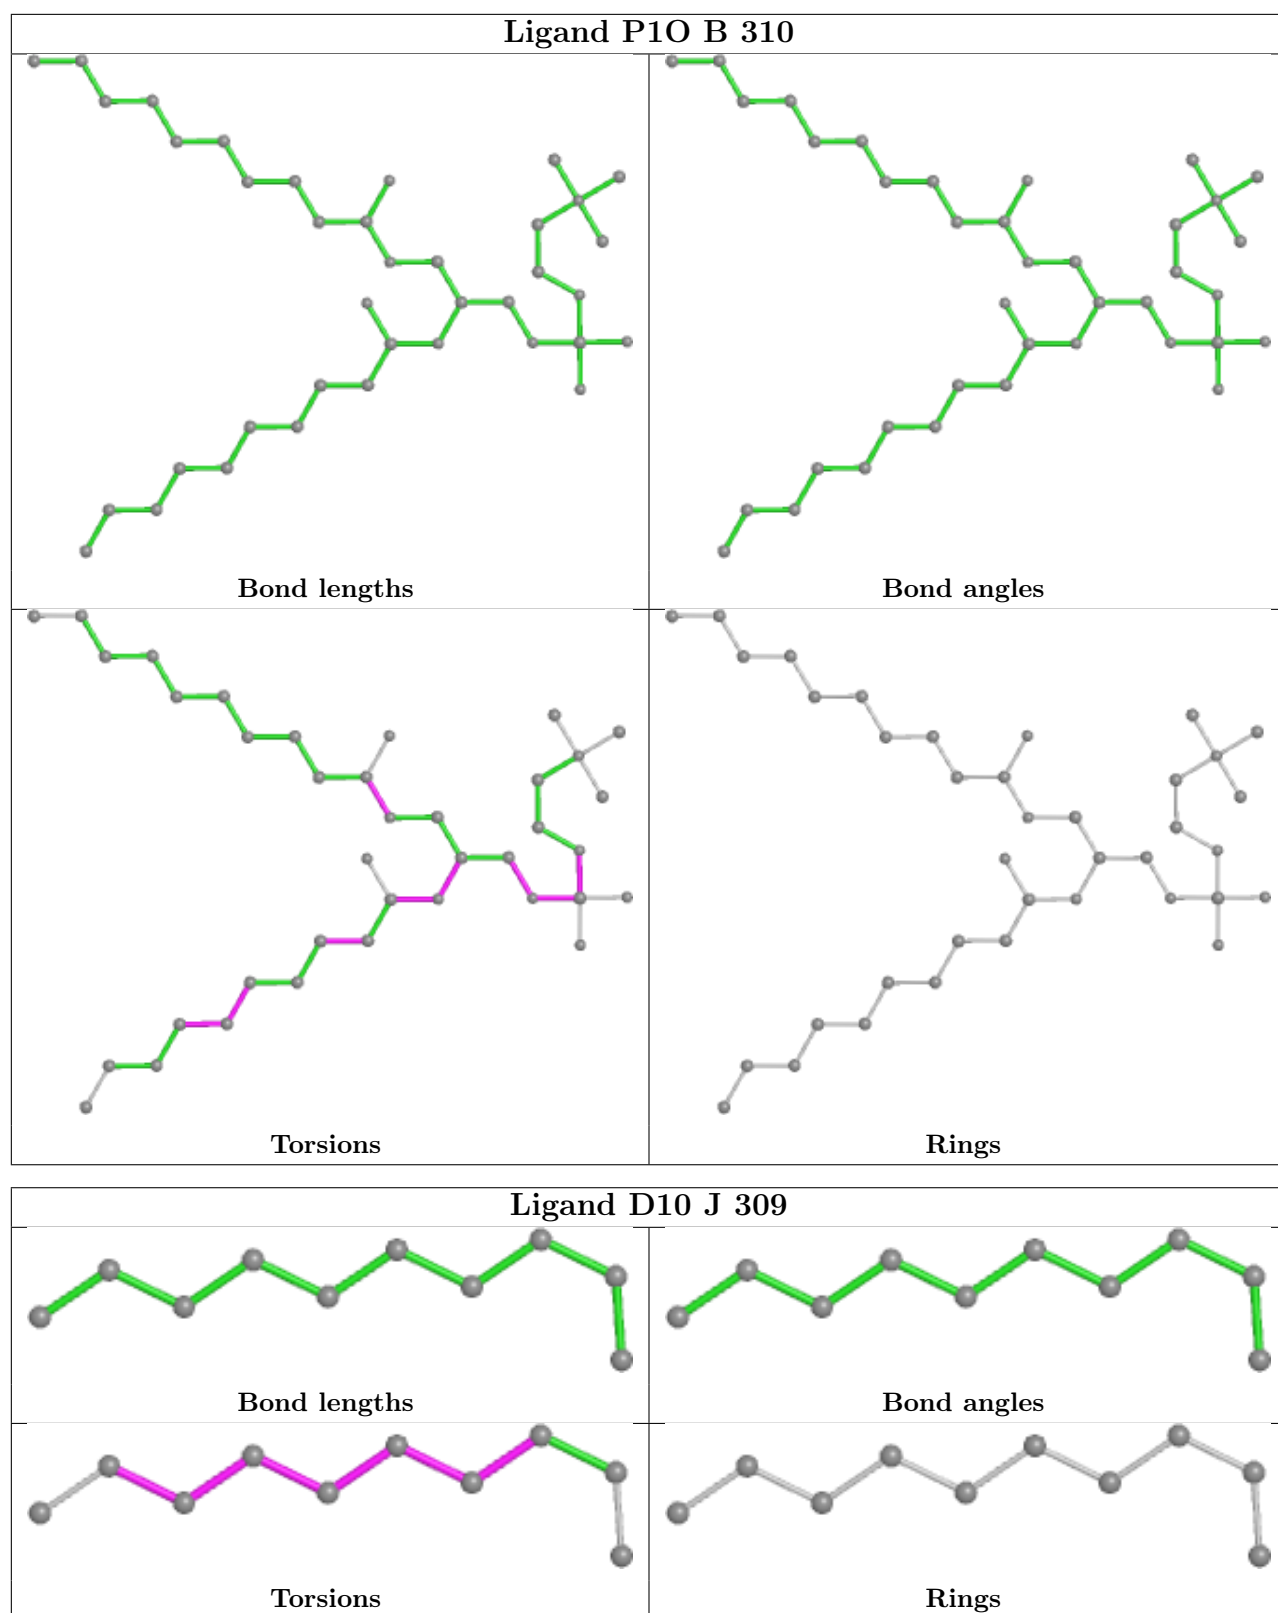 Ligand P1O B 310
Bond lengths
Bond angles
Torsions
Rings
Ligand D10 J 309
Bond lengths
Bond angles
Torsions
Rings